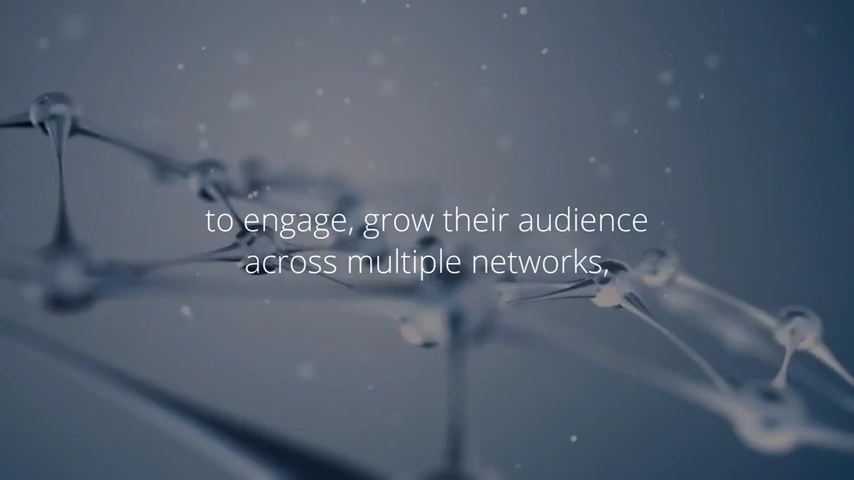 to engage, grow their audience
across multiple networks,